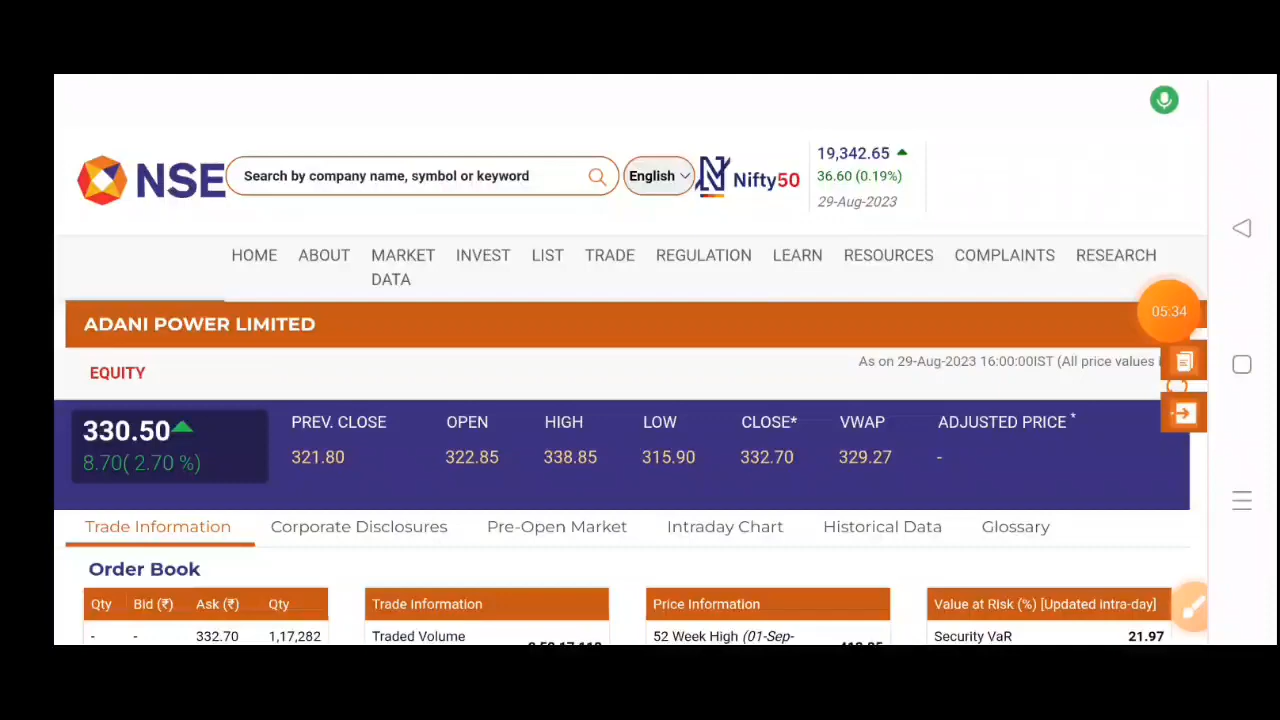 NSE
Search by company name, symbol or keyword
English
Nifty50
19,342.65
36.60 (0.19%)
29-Aug-2023
HOME ABOUT MARKET DATA INVEST LIST TRADE REGULATION LEARN RESOURCES COMPLAINTS RESEARCH
ADANI POWER LIMITED
05:34
EQUITY
As on 29-Aug-2023 16:00:00IST (All price values
330.50
8.70( 2.70 %)
PREV. CLOSE OPEN HIGH LOW CLOSE* VWAP ADJUSTED PRICE *
321.80 322.85 338.85 315.90 332.70 329.27 -
Trade Information Corporate Disclosures Pre-Open Market Intraday Chart Historical Data Glossary
Order Book
Qty Bid (₹) Ask (₹) Qty Trade Information Price Information Value at Risk (%) [Updated intra-day]
- - 332.70 1,17,282 Traded Volume 52 Week High (01-Sep- Security VaR 21.97